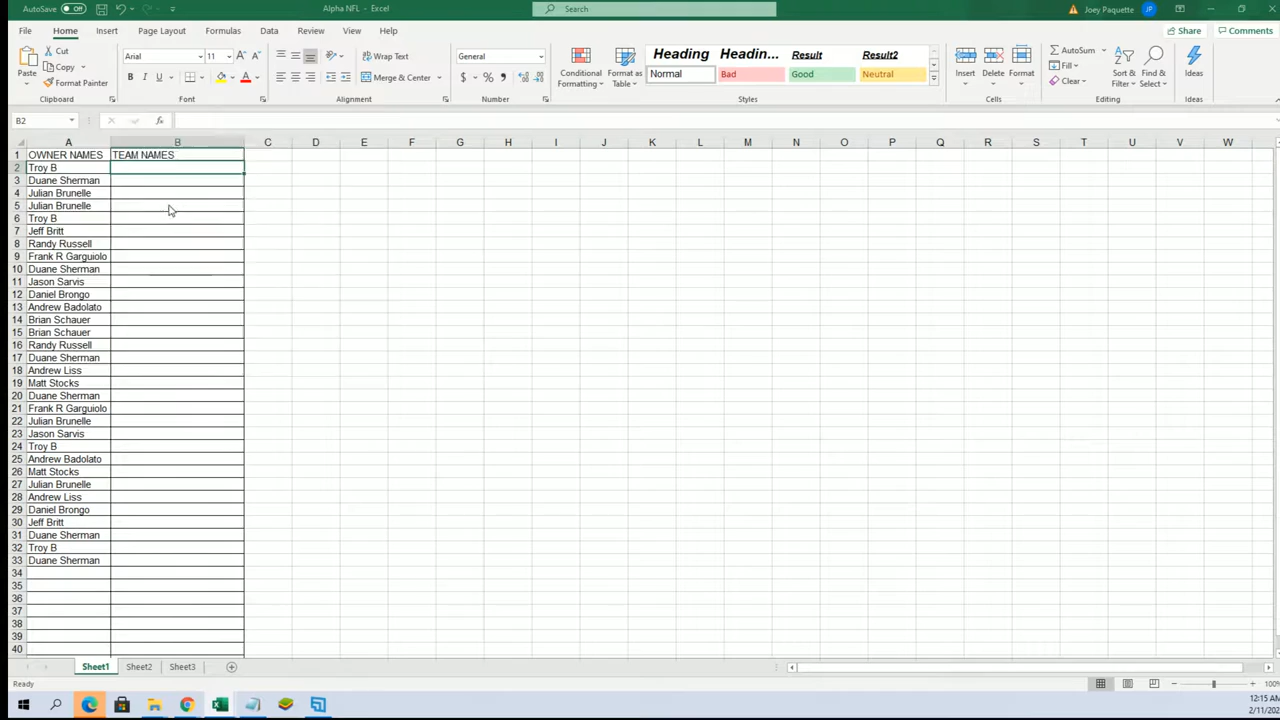 AutoSave Off Alpha NFL - Excel Search Joey Paquette JP
File Home Insert Page Layout Formulas Data Review View Help Share Comments
Paste Cut Copy Format Painter Clipboard
Arial 11 Font
Wrap Text Merge & Center Alignment
General Number
Conditional Formatting Format as Table
Heading Headin... Result Result2
Normal Bad Good Neutral
Styles
Insert Delete Format Cells
AutoSum Fill Clear Sort & Filter Find & Select Editing
Ideas Ideas
B2
A B C D E F G H I J K L M N O P Q R S T U V W
1 OWNER NAMES TEAM NAMES
2 Troy B
3 Duane Sherman
4 Julian Brunelle
5 Julian Brunelle
6 Troy B
7 Jeff Britt
8 Randy Russell
9 Frank R Garguiolo
10 Duane Sherman
11 Jason Sarvis
12 Daniel Brongo
13 Andrew Badolato
14 Brian Schauer
15 Brian Schauer
16 Randy Russell
17 Duane Sherman
18 Andrew Liss
19 Matt Stocks
20 Duane Sherman
21 Frank R Garguiolo
22 Julian Brunelle
23 Jason Sarvis
24 Troy B
25 Andrew Badolato
26 Matt Stocks
27 Julian Brunelle
28 Andrew Liss
29 Daniel Brongo
30 Jeff Britt
31 Duane Sherman
32 Troy B
33 Duane Sherman
34
35
36
37
38
39
40
Sheet1 Sheet2 Sheet3
Ready 100%
12:15 AM
2/11/202